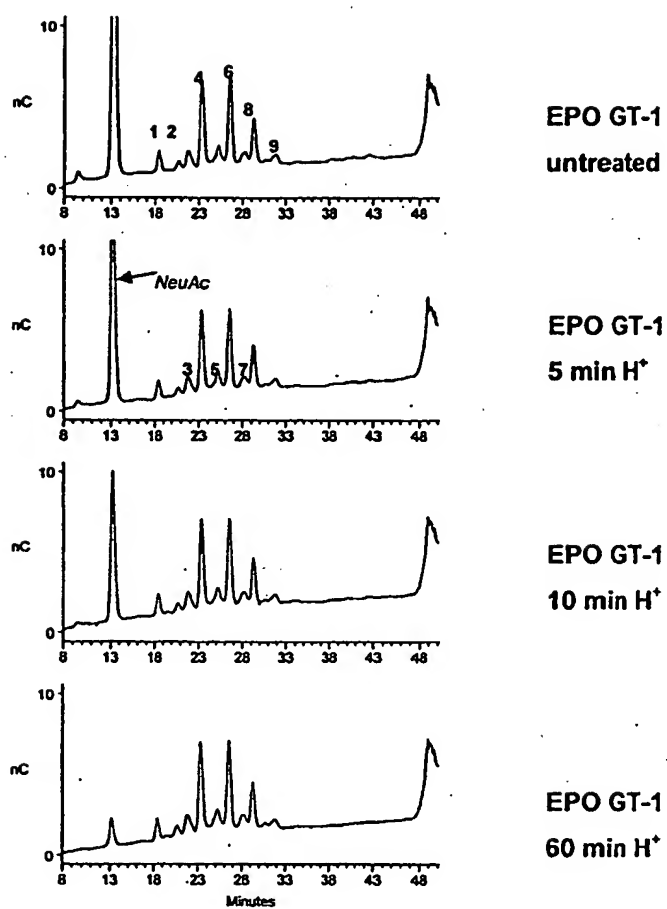 10
nC
0
1 2 4 6 8 9
8 13 18 23 28 33 38 43 48
EPO GT-1
untreated
10
nC
0
NeuAc
3 5 7
8 13 18 23 28 33 38 43 48
EPO GT-1
5 min H⁺
10
nC
0
8 13 18 23 28 33 38 43 48
EPO GT-1
10 min H⁺
10
nC
0
8 13 18 23 28 33 38 43 48
Minutes
EPO GT-1
60 min H⁺